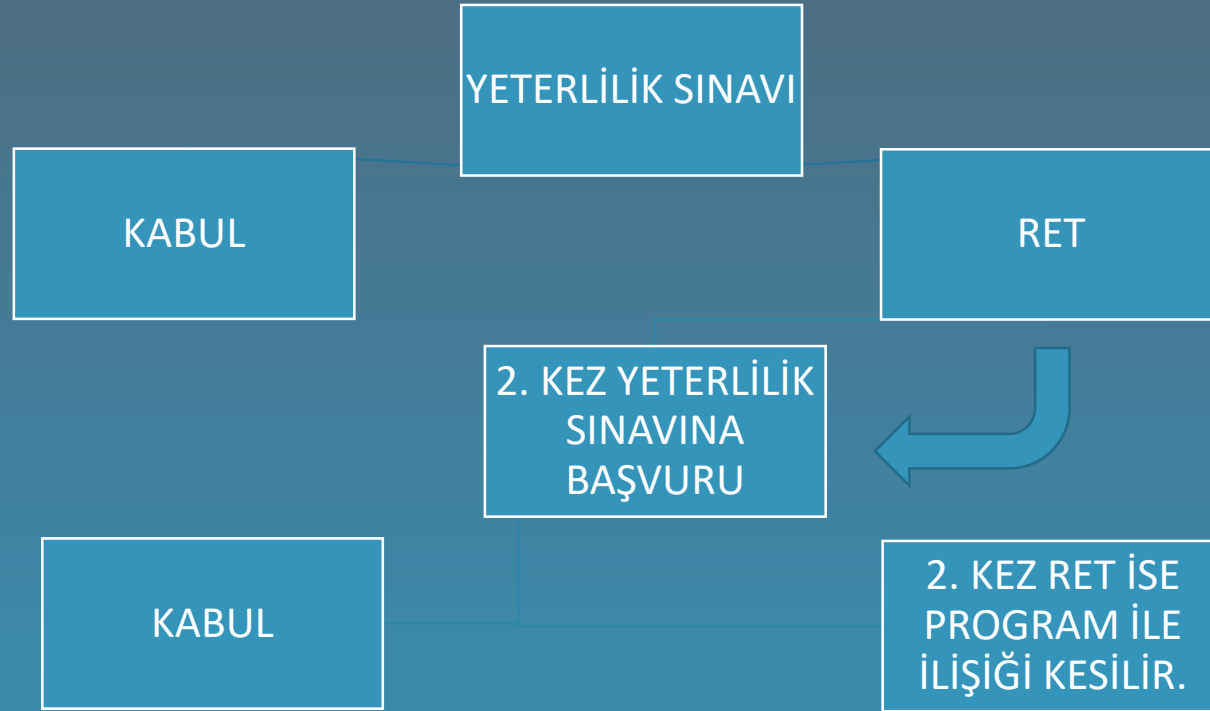 YETERLİLİK SINAVI
KABUL
RET
2. KEZ YETERLİLİK
SINAVINA
BAŞVURU
KABUL
2. KEZ RET İSE
PROGRAM İLE
İLİŞİĞİ KESİLİR.